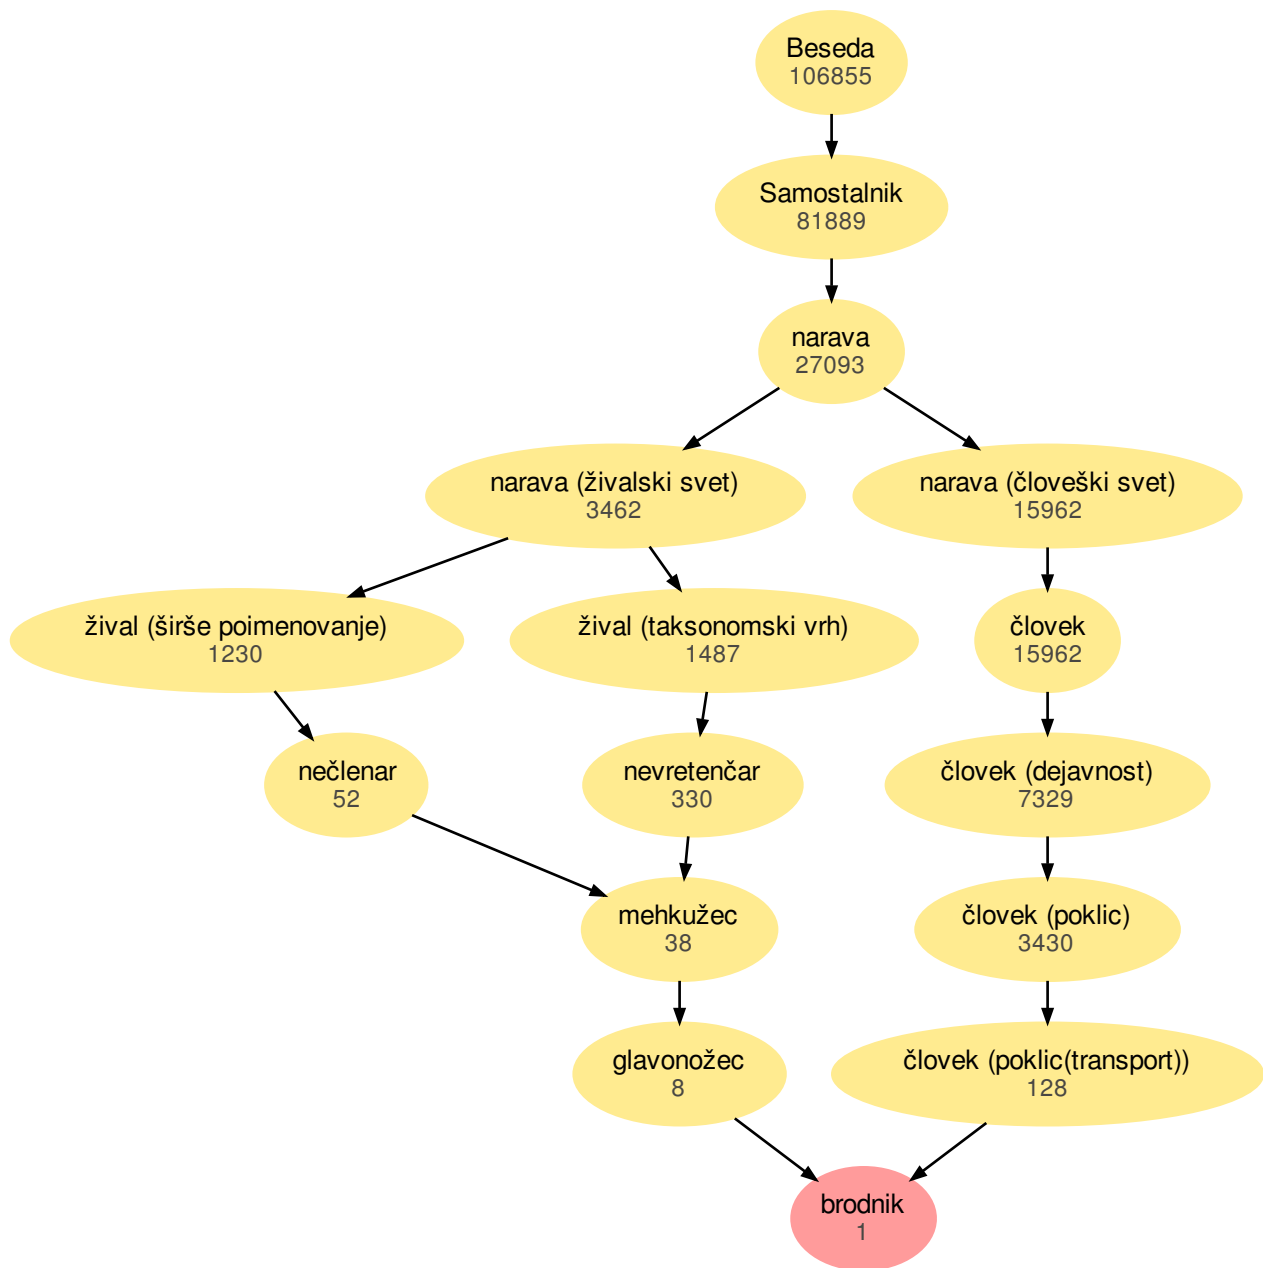 Beseda
106855
Samostalnik
81889
narava
27093
narava (živalski svet)
3462
narava (človeški svet)
15962
žival (širše poimenovanje)
1230
žival (taksonomski vrh)
1487
človek
15962
nečlenar
52
nevretenčar
330
človek (dejavnost)
7329
mehkužec
38
človek (poklic)
3430
glavonožec
8
človek (poklic(transport))
128
brodnik
1